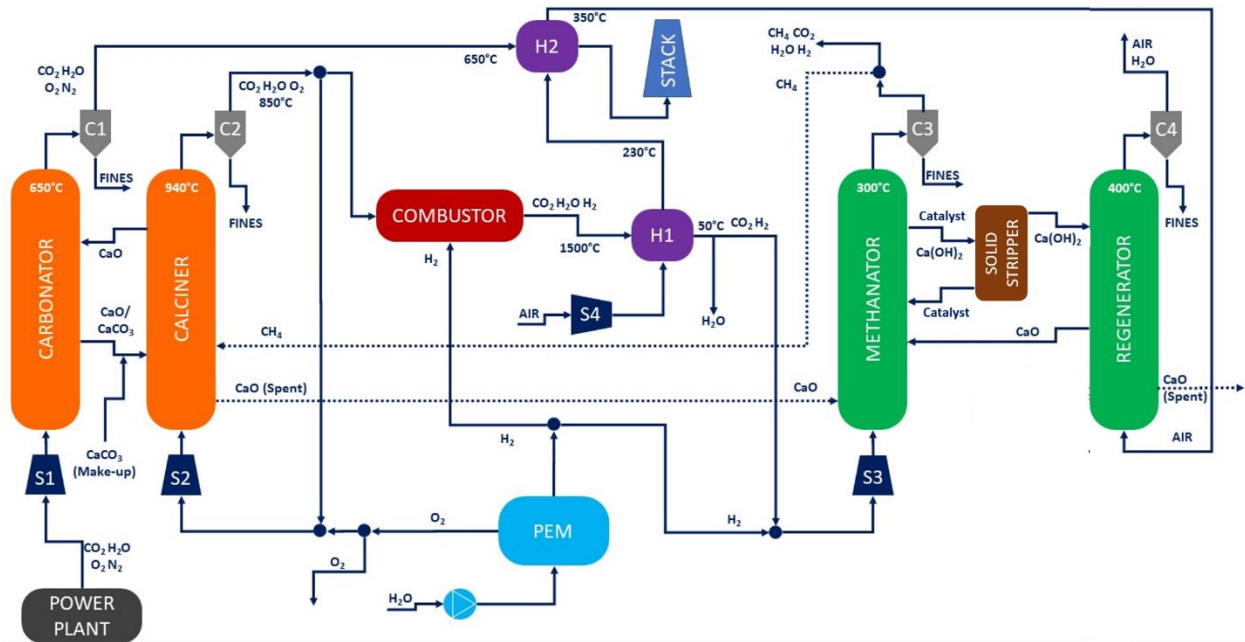 350°C
H2
650°C
STACK
CO2 H2O
O2 N2
C1
FINES
CO2 H2O O2
850°C
C2
FINES
230°C
CH4 CO2
H2O H2
CH4
C3
FINES
AIR
H2O
C4
FINES
650°C
CARBONATOR
940°C
CALCINER
CaO
CaO/
CaCO3
CaCO3
(Make-up)
COMBUSTOR
CO2 H2O H2
1500°C
H2
H1
50°C
CO2 H2
H2O
AIR
S4
300°C
METHANATOR
Catalyst
Ca(OH)2
SOLID
STRIPPER
Ca(OH)2
Catalyst
CaO
400°C
REGENERATOR
CH4
CaO (Spent)
CaO
CaO
(Spent)
AIR
S1
S2
S3
H2
H2
PEM
O2
O2
H2O
CO2 H2O
O2 N2
POWER
PLANT